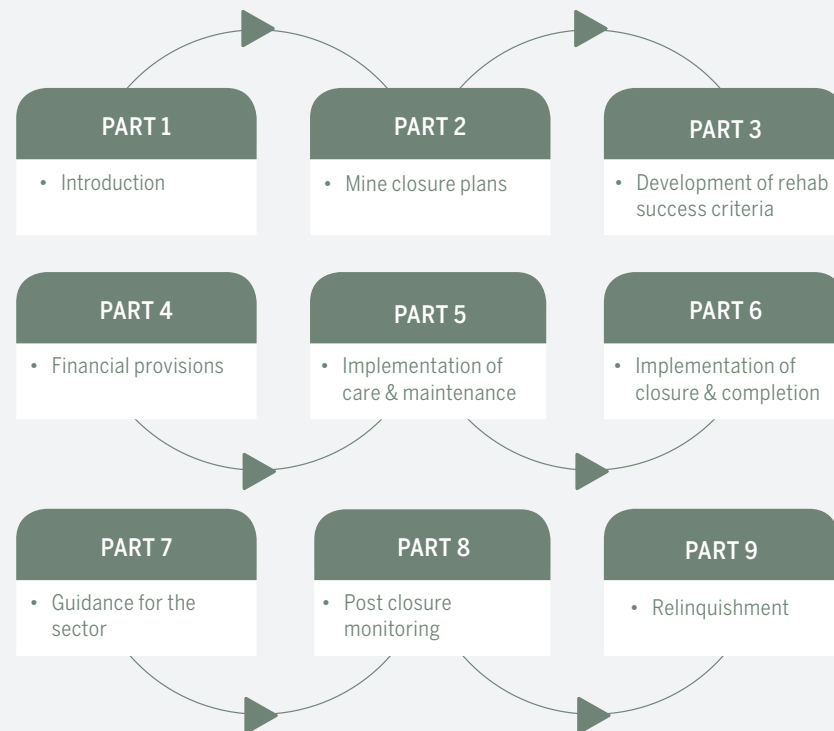 PART 1
• Introduction
PART 2
• Mine closure plans
PART 3
• Development of rehab
success criteria
PART 4
• Financial provisions
PART 5
• Implementation of
care & maintenance
PART 6
• Implementation of
closure & completion
PART 7
• Guidance for the
sector
PART 8
• Post closure
monitoring
PART 9
• Relinquishment